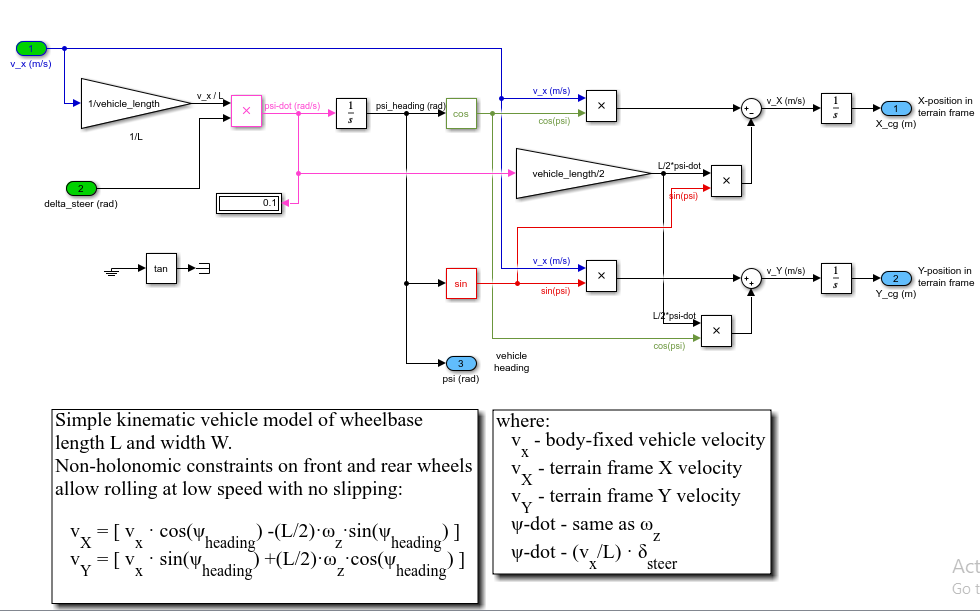 1
v_x (m/s)
1/vehicle_length
1/L
v_x / L
×
psi-dot (rad/s)
1
s
psi_heading (rad)
cos
v_x (m/s)
cos(psi)
×
v_X (m/s)
1
s
1
X_cg (m)
X-position in
terrain frame
2
delta_steer (rad)
0.1
vehicle_length/2
L/2*psi-dot
sin(psi)
×
tan
sin
v_x (m/s)
sin(psi)
×
v_Y (m/s)
1
s
2
Y_cg (m)
Y-position in
terrain frame
L/2*psi-dot
cos(psi)
×
3
psi (rad)
vehicle
heading
Simple kinematic vehicle model of wheelbase
length L and width W.
Non-holonomic constraints on front and rear wheels
allow rolling at low speed with no slipping:
v_X = [ v_x · cos(ψ_heading) -(L/2)·ω_z ·sin(ψ_heading) ]
v_Y = [ v_x · sin(ψ_heading) +(L/2)·ω_z·cos(ψ_heading) ]
where:
v_x - body-fixed vehicle velocity
v_X - terrain frame X velocity
v_Y - terrain frame Y velocity
ψ-dot - same as ω_z
ψ-dot - (v_x/L) · δ_steer
Act
Go t